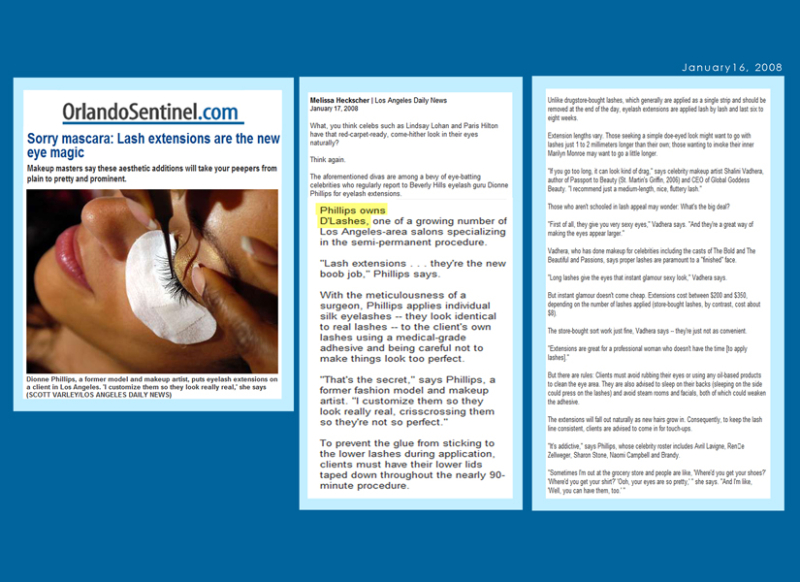 January16, 2008
OrlandoSentinel.com
Sorry mascara: Lash extensions are the new
eye magic
Makeup masters say these aesthetic additions will take your peepers from
plain to pretty and prominent.
Dionne Phillips, a former model and makeup artist, puts eyelash extensions on
a client in Los Angeles. 'I customize them so they look really real,' she says
(SCOTT VARLEY/LOS ANGELES DAILY NEWS)
Melissa Heckscher | Los Angeles Daily News
January 17, 2008
What, you think celebs such as Lindsay Lohan and Paris Hilton
have that red-carpet-ready, come-hither look in their eyes
naturally?
Think again.
The aforementioned divas are among a bevy of eye-batting
celebrities who regularly report to Beverly Hills eyelash guru Dionne
Phillips for eyelash extensions.
Phillips owns
D'Lashes, one of a growing number of
Los Angeles-area salons specializing
in the semi-permanent procedure.
"Lash extensions . . . they're the new
boob job," Phillips says.
With the meticulousness of a
surgeon, Phillips applies individual
silk eyelashes -- they look identical
to real lashes -- to the client's own
lashes using a medical-grade
adhesive and being careful not to
make things look too perfect.
"That's the secret," says Phillips, a
former fashion model and makeup
artist. "I customize them so they
look really real, crisscrossing them
so they're not so perfect."
To prevent the glue from sticking to
the lower lashes during application,
clients must have their lower lids
taped down throughout the nearly 90-
minute procedure.
Unlike drugstore-bought lashes, which generally are applied as a single strip and should be
removed at the end of the day, eyelash extensions are applied lash by lash and last six to
eight weeks.
Extension lengths vary. Those seeking a simple doe-eyed look might want to go with
lashes just 1 to 2 millimeters longer than their own; those wanting to invoke their inner
Marilyn Monroe may want to go a little longer.
"If you go too long, it can look kind of drag," says celebrity makeup artist Shalini Vadhera,
author of Passport to Beauty (St. Martin's Griffin, 2006) and CEO of Global Goddess
Beauty. "I recommend just a medium-length, nice, fluttery lash."
Those who aren't schooled in lash appeal may wonder: What's the big deal?
"First of all, they give you very sexy eyes," Vadhera says. "And they're a great way of
making the eyes appear larger."
Vadhera, who has done makeup for celebrities including the casts of The Bold and The
Beautiful and Passions, says proper lashes are paramount to a "finished" face.
"Long lashes give the eyes that instant glamour sexy look," Vadhera says.
But instant glamour doesn't come cheap. Extensions cost between $200 and $350,
depending on the number of lashes applied (store-bought lashes, by contrast, cost about
$8).
The store-bought sort work just fine, Vadhera says -- they're just not as convenient.
"Extensions are great for a professional woman who doesn't have the time [to apply
lashes]."
But there are rules: Clients must avoid rubbing their eyes or using any oil-based products
to clean the eye area. They are also advised to sleep on their backs (sleeping on the side
could press on the lashes) and avoid steam rooms and facials, both of which could weaken
the adhesive.
The extensions will fall out naturally as new hairs grow in. Consequently, to keep the lash
line consistent, clients are advised to come in for touch-ups.
"It's addictive," says Phillips, whose celebrity roster includes Avril Lavigne, Ren□e
Zellweger, Sharon Stone, Naomi Campbell and Brandy.
"Sometimes I'm out at the grocery store and people are like, 'Where'd you get your shoes?'
'Where'd you get your shirt?' 'Ooh, your eyes are so pretty,' " she says. "And I'm like,
'Well, you can have them, too.' "